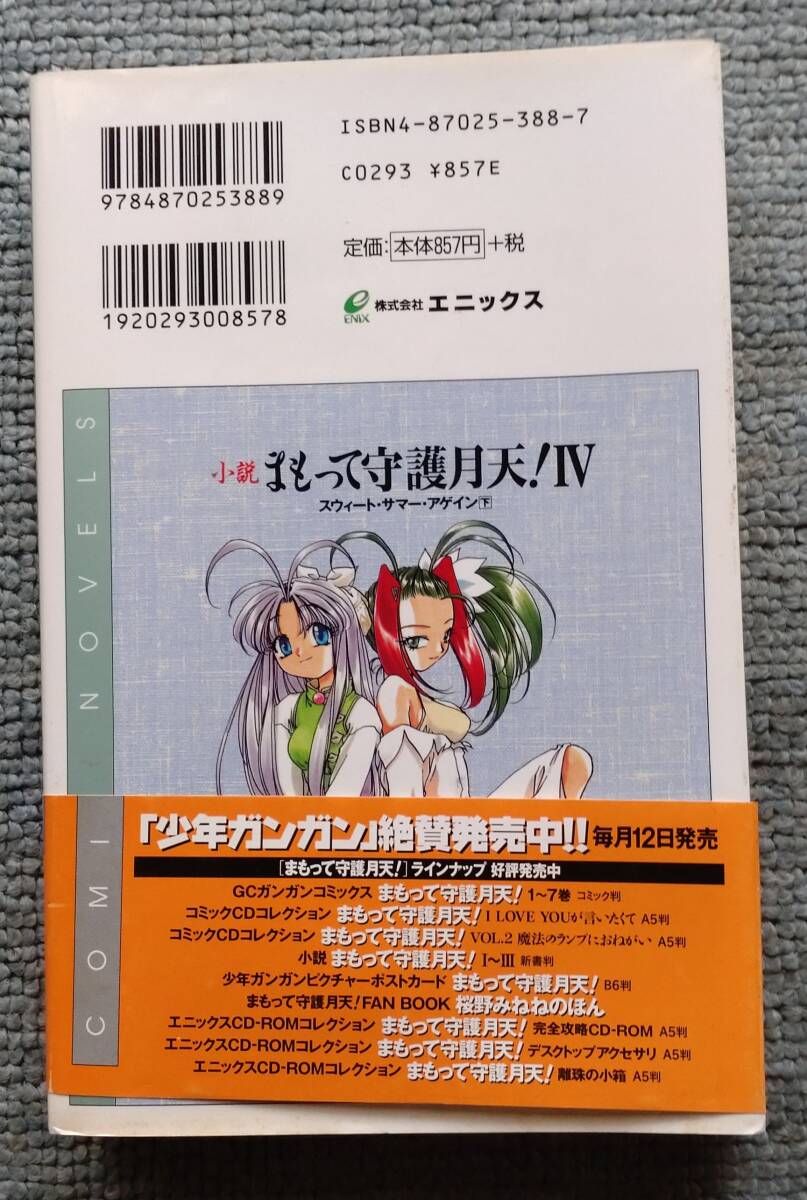 ISBN4-87025-388-7
9784870253889
C0293 ¥857E
定価:本体857円+税
1920293008578
ENIX 株式会社 エニックス
小説 まもって守護月天!IV
スウィート・サマー・アゲイン下
COMI NOVELS
「少年ガンガン」絶賛発売中!! 毎月12日発売
[まもって守護月天!]ラインナップ 好評発売中
GCガンガンコミックス まもって守護月天! 1~7巻 コミック判
コミックCDコレクション まもって守護月天! I LOVE YOUが言いたくて A5判
コミックCDコレクション まもって守護月天! VOL.2 魔法のランプにおねがい A5判
小説 まもって守護月天! I~III 新書判
少年ガンガンピクチャーポストカード まもって守護月天! B6判
まもって守護月天!FAN BOOK 桜野みねねのほん
エニックスCD-ROMコレクション まもって守護月天! 完全攻略CD-ROM A5判
エニックスCD-ROMコレクション まもって守護月天! デスクトップアクセサリ A5判
エニックスCD-ROMコレクション まもって守護月天! 離珠の小箱 A5判